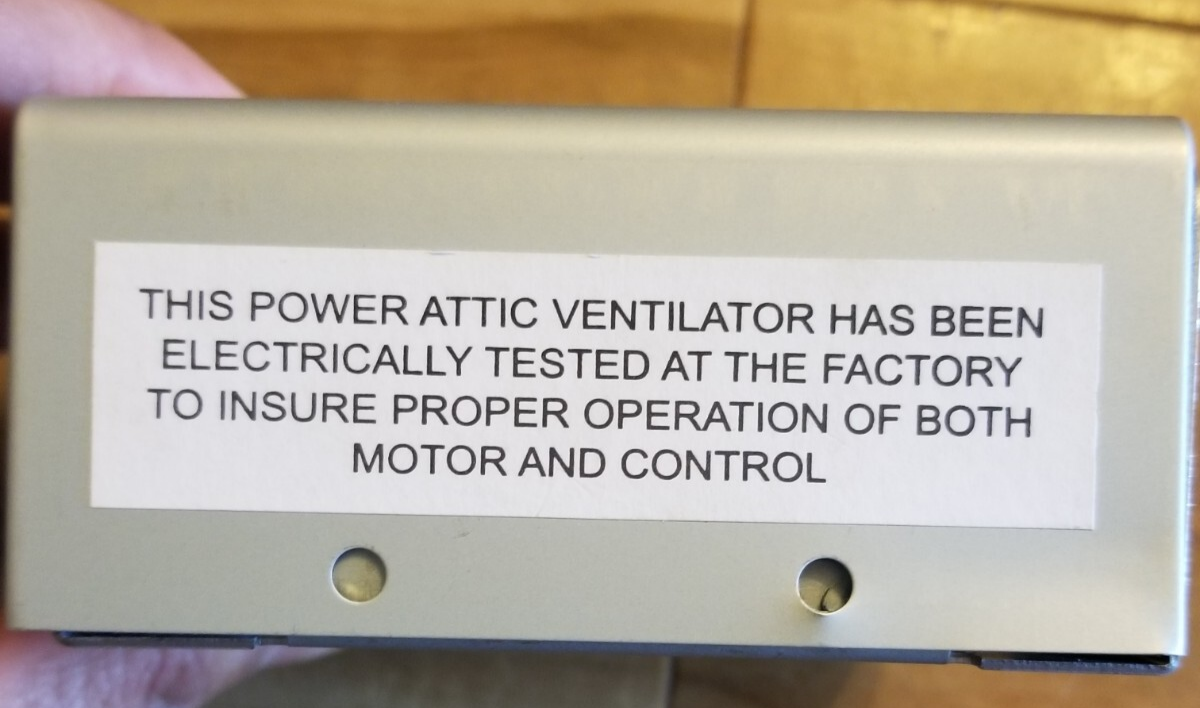 THIS POWER ATTIC VENTILATOR HAS BEEN
ELECTRICALLY TESTED AT THE FACTORY
TO INSURE PROPER OPERATION OF BOTH
MOTOR AND CONTROL